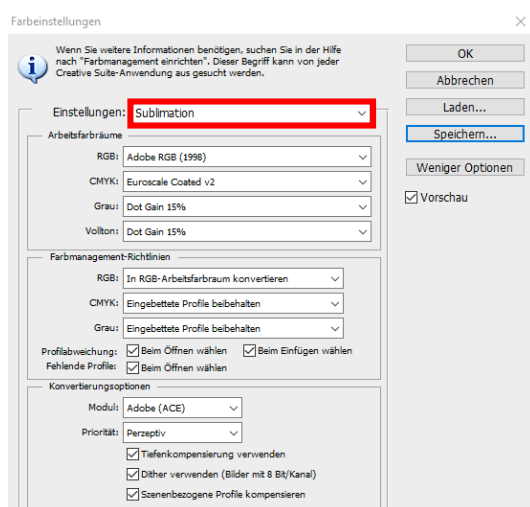 Farbeinstellungen
Wenn Sie weitere Informationen benötigen, suchen Sie in der Hilfe
nach "Farbmanagement einrichten". Dieser Begriff kann von jeder
Creative Suite-Anwendung aus gesucht werden.
OK
Abbrechen
Laden...
Speichern...
Weniger Optionen
Vorschau
Einstellungen: Sublimation
Arbeitsfarbräume
RGB: Adobe RGB (1998)
CMYK: Euroscale Coated v2
Grau: Dot Gain 15%
Vollton: Dot Gain 15%
Farbmanagement-Richtlinien
RGB: In RGB-Arbeitsfarbraum konvertieren
CMYK: Eingebettete Profile beibehalten
Grau: Eingebettete Profile beibehalten
Profilabweichung: Beim Öffnen wählen Beim Einfügen wählen
Fehlende Profile: Beim Öffnen wählen
Konvertierungsoptionen
Modul: Adobe (ACE)
Priorität: Perzeptiv
Tiefenkompensierung verwenden
Dither verwenden (Bilder mit 8 Bit/Kanal)
Szenenbezogene Profile kompensieren